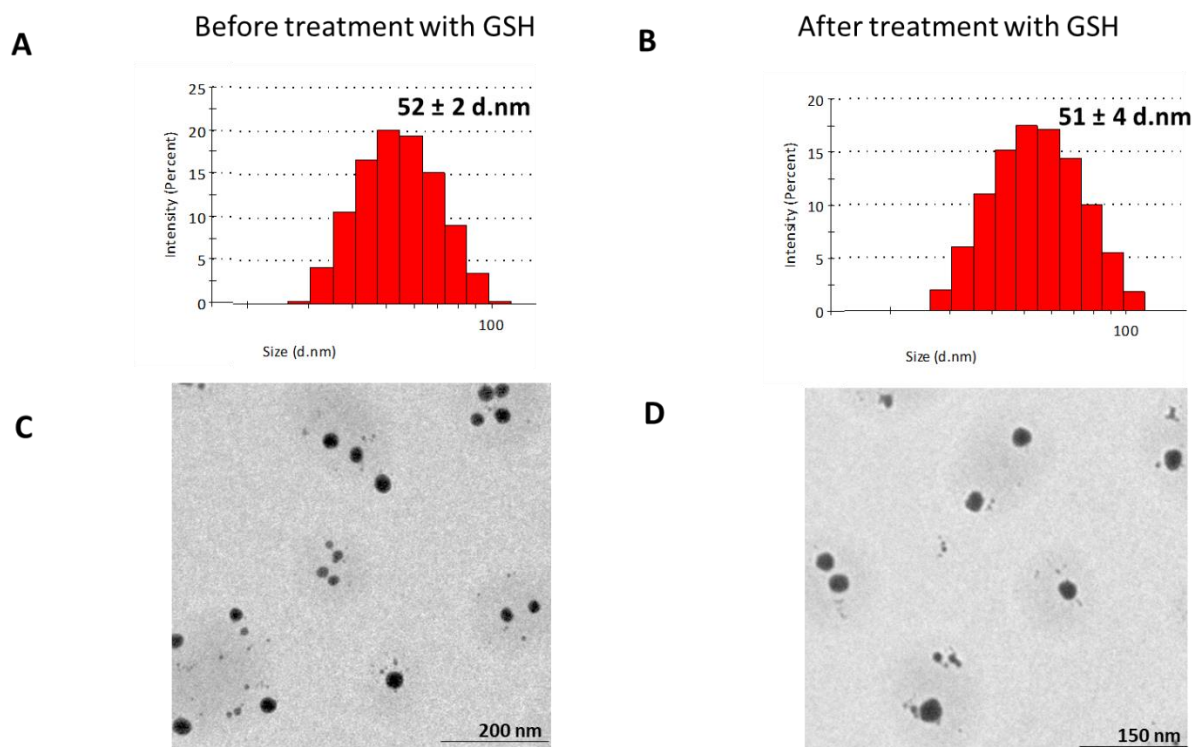 A
Before treatment with GSH
25
20
15
10
5
0
Intensity (Percent)
52 ± 2 d.nm
100
Size (d.nm)
B
After treatment with GSH
20
15
10
5
0
Intensity (Percent)
51 ± 4 d.nm
100
Size (d.nm)
C
200 nm
D
150 nm